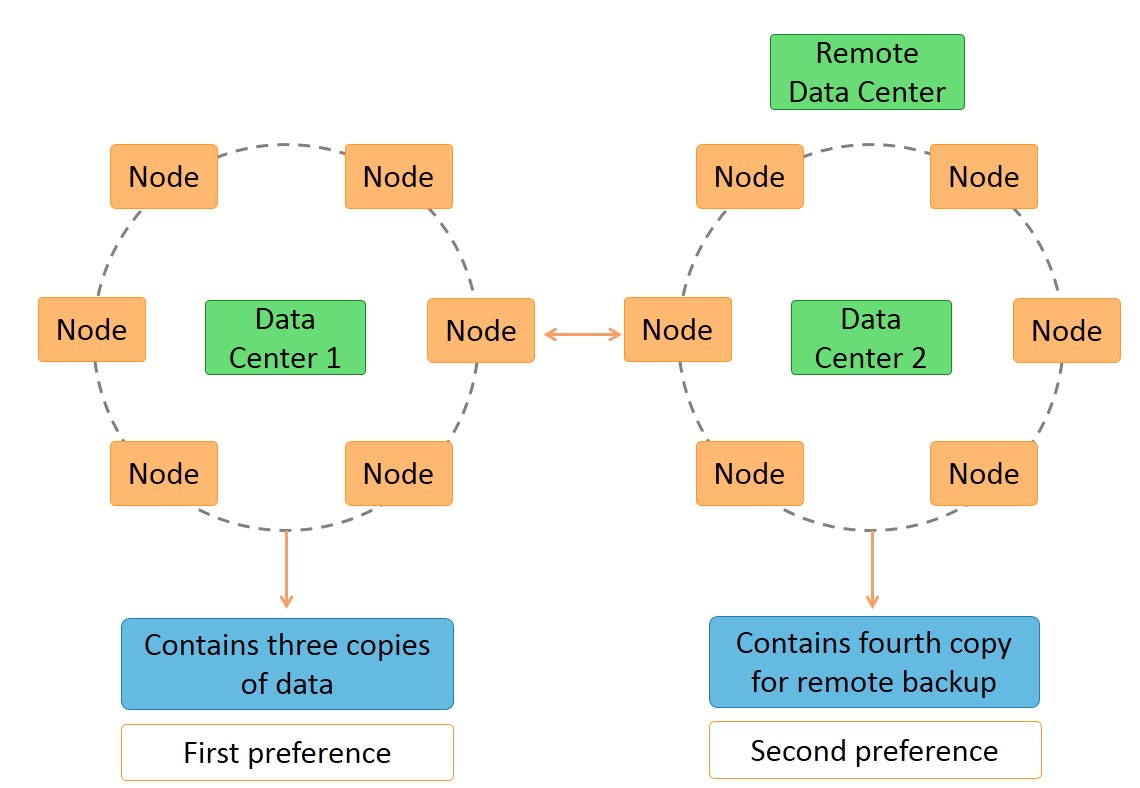 Remote
Data Center
Node
Node
Node
Node
Node
Data
Center 1
Node
Node
Data
Center 2
Node
Node
Node
Node
Node
Contains three copies
of data
Contains fourth copy
for remote backup
First preference
Second preference